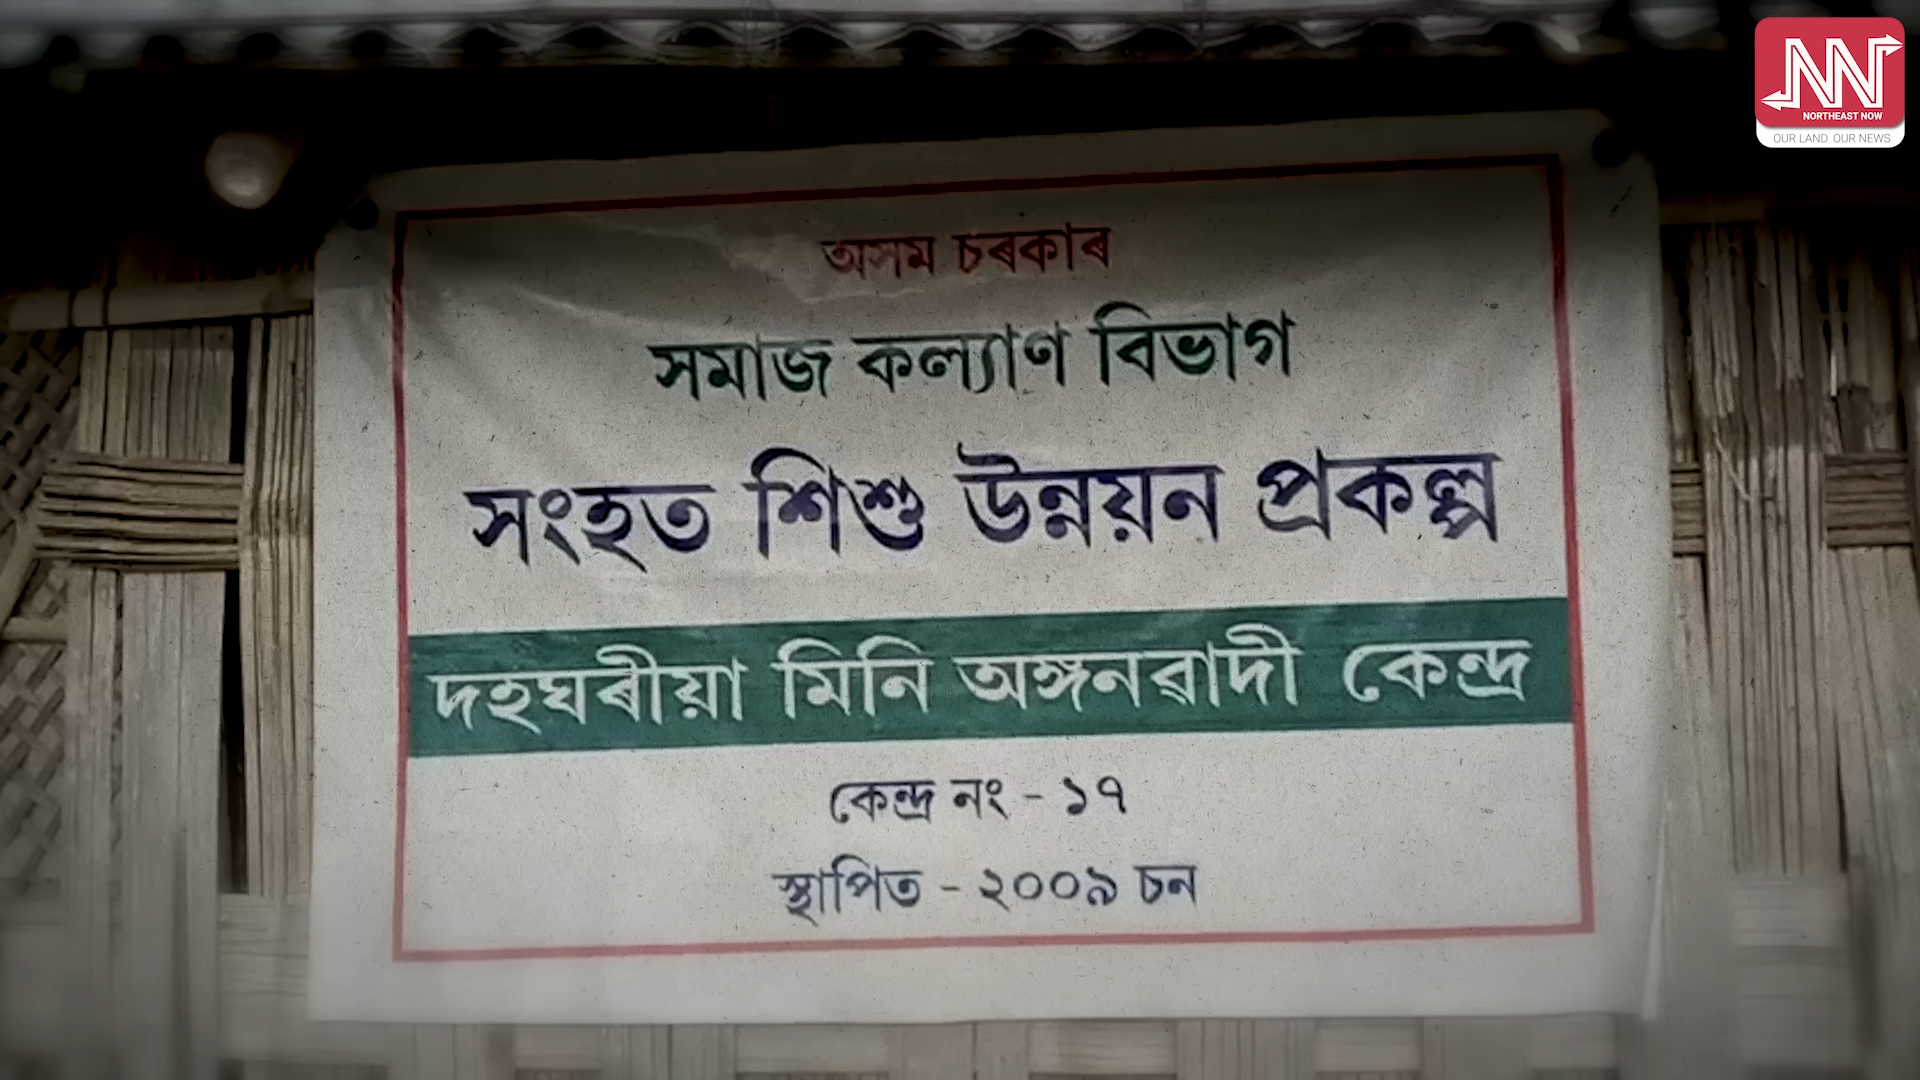 NORTHEAST NOW
OUR LAND OUR NEWS
অসম চৰকাৰ
সমাজ কল্যাণ বিভাগ
সংহত শিশু উন্নয়ন প্ৰকল্প
দহঘৰীয়া মিনি অঙ্গনৱাদী কেন্দ্ৰ
কেন্দ্ৰ নং - ১৭
স্থাপিত - ২০০৯ চন